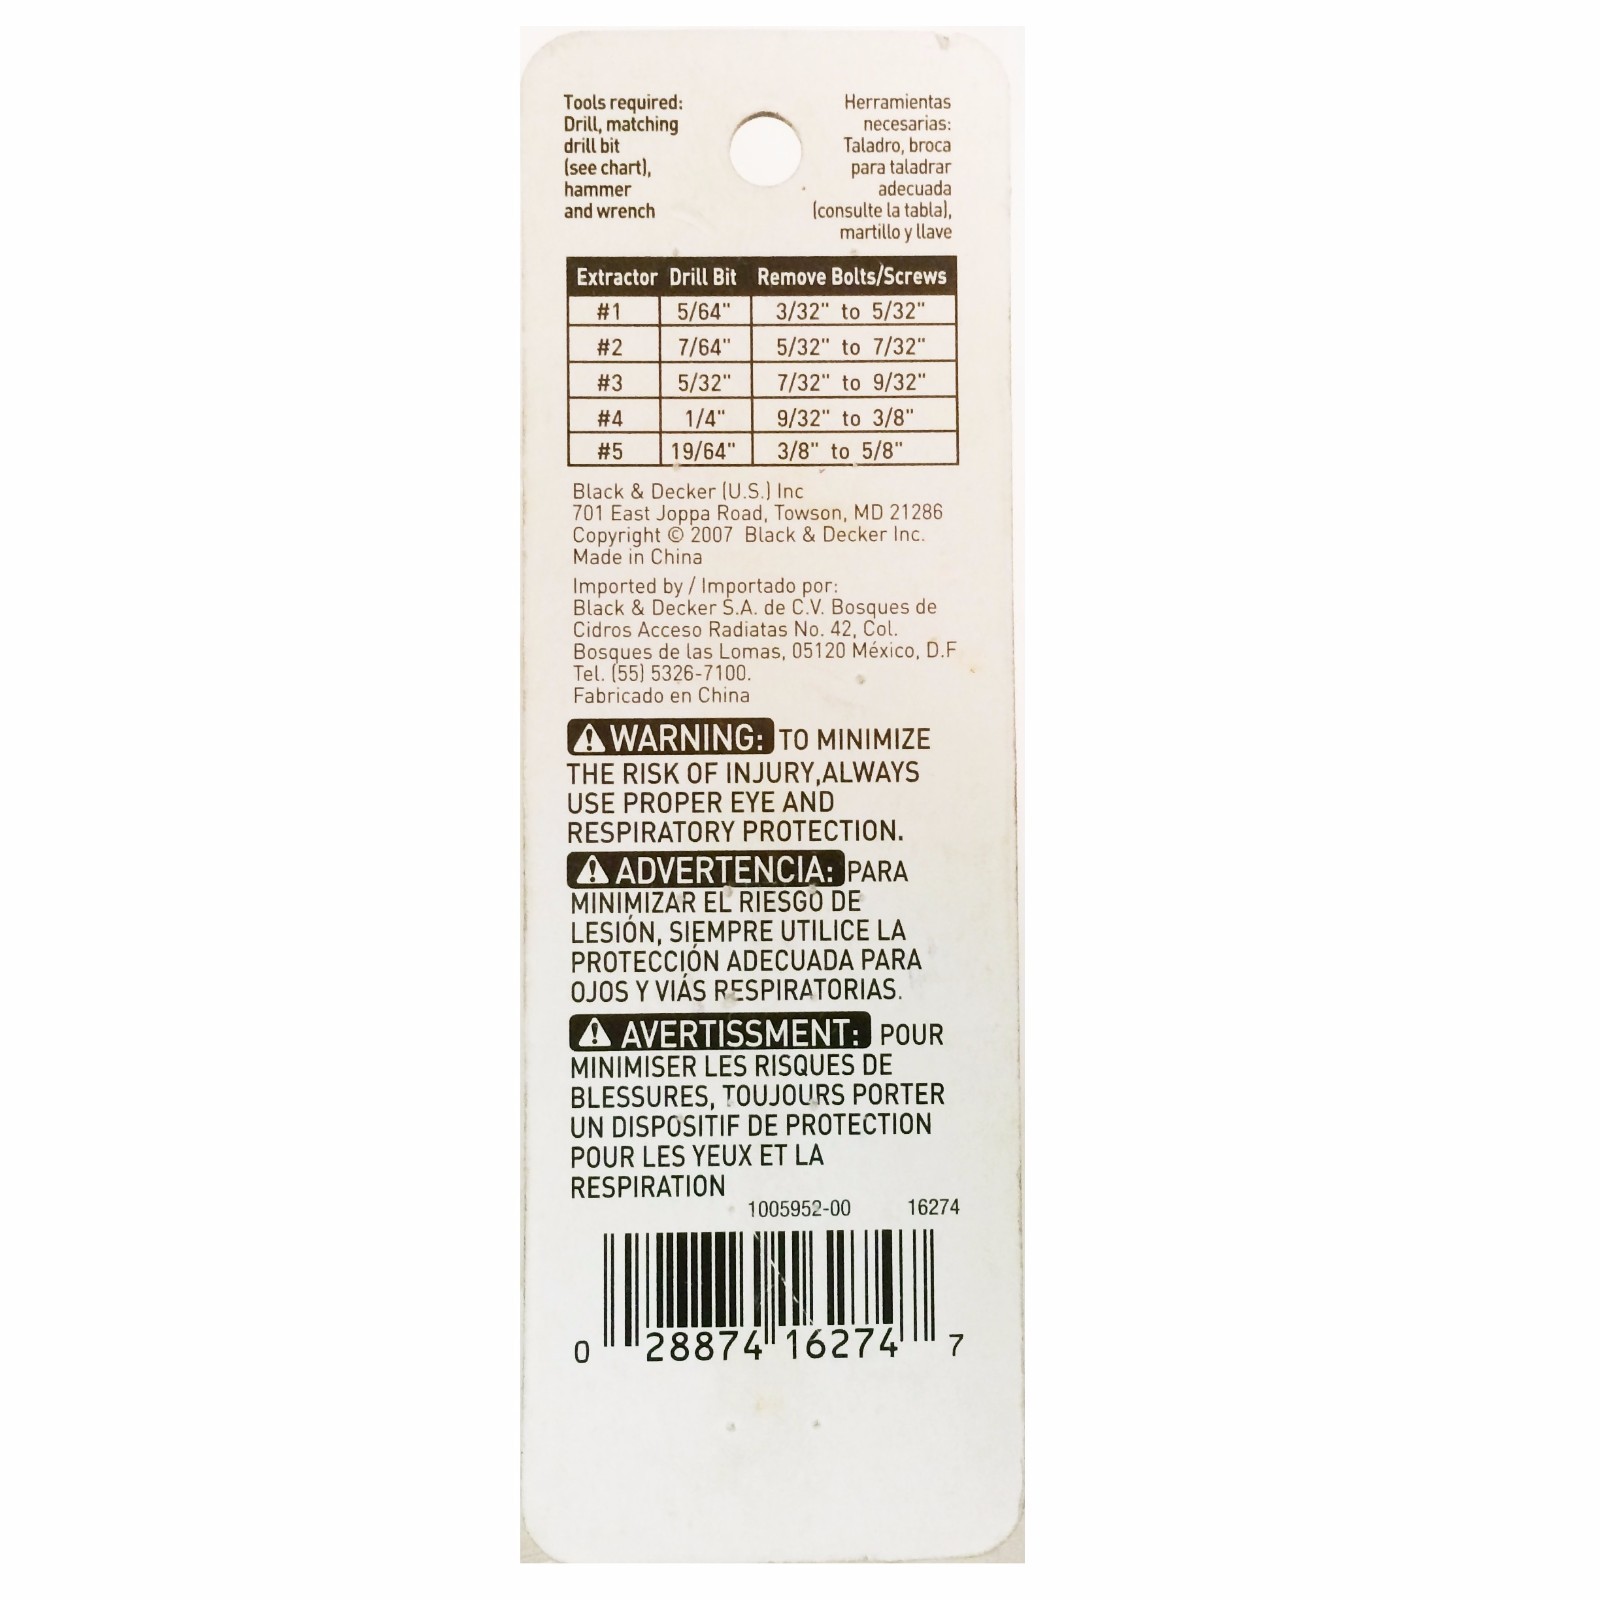 Tools required:
Drill, matching
drill bit
(see chart),
hammer
and wrench
Herramientas
necesarias:
Taladro, broca
para taladrar
adecuada
(consulte la tabla),
martillo y llave
Extractor Drill Bit Remove Bolts/Screws
#1 5/64" 3/32" to 5/32"
#2 7/64" 5/32" to 7/32"
#3 5/32" 7/32" to 9/32"
#4 1/4" 9/32" to 3/8"
#5 19/64" 3/8" to 5/8"
Black & Decker (U.S.) Inc
701 East Joppa Road, Towson, MD 21286
Copyright © 2007 Black & Decker Inc.
Made in China
Imported by / Importado por:
Black & Decker S.A. de C.V. Bosques de
Cidros Acceso Radiatas No. 42, Col.
Bosques de las Lomas, 05120 México, D.F
Tel. (55) 5326-7100.
Fabricado en China
WARNING: TO MINIMIZE
THE RISK OF INJURY,ALWAYS
USE PROPER EYE AND
RESPIRATORY PROTECTION.
ADVERTENCIA: PARA
MINIMIZAR EL RIESGO DE
LESIÓN, SIEMPRE UTILICE LA
PROTECCIÓN ADECUADA PARA
OJOS Y VIÁS RESPIRATORIAS.
AVERTISSMENT: POUR
MINIMISER LES RISQUES DE
BLESSURES, TOUJOURS PORTER
UN DISPOSITIF DE PROTECTION
POUR LES YEUX ET LA
RESPIRATION
1005952-00 16274
0 28874 16274 7